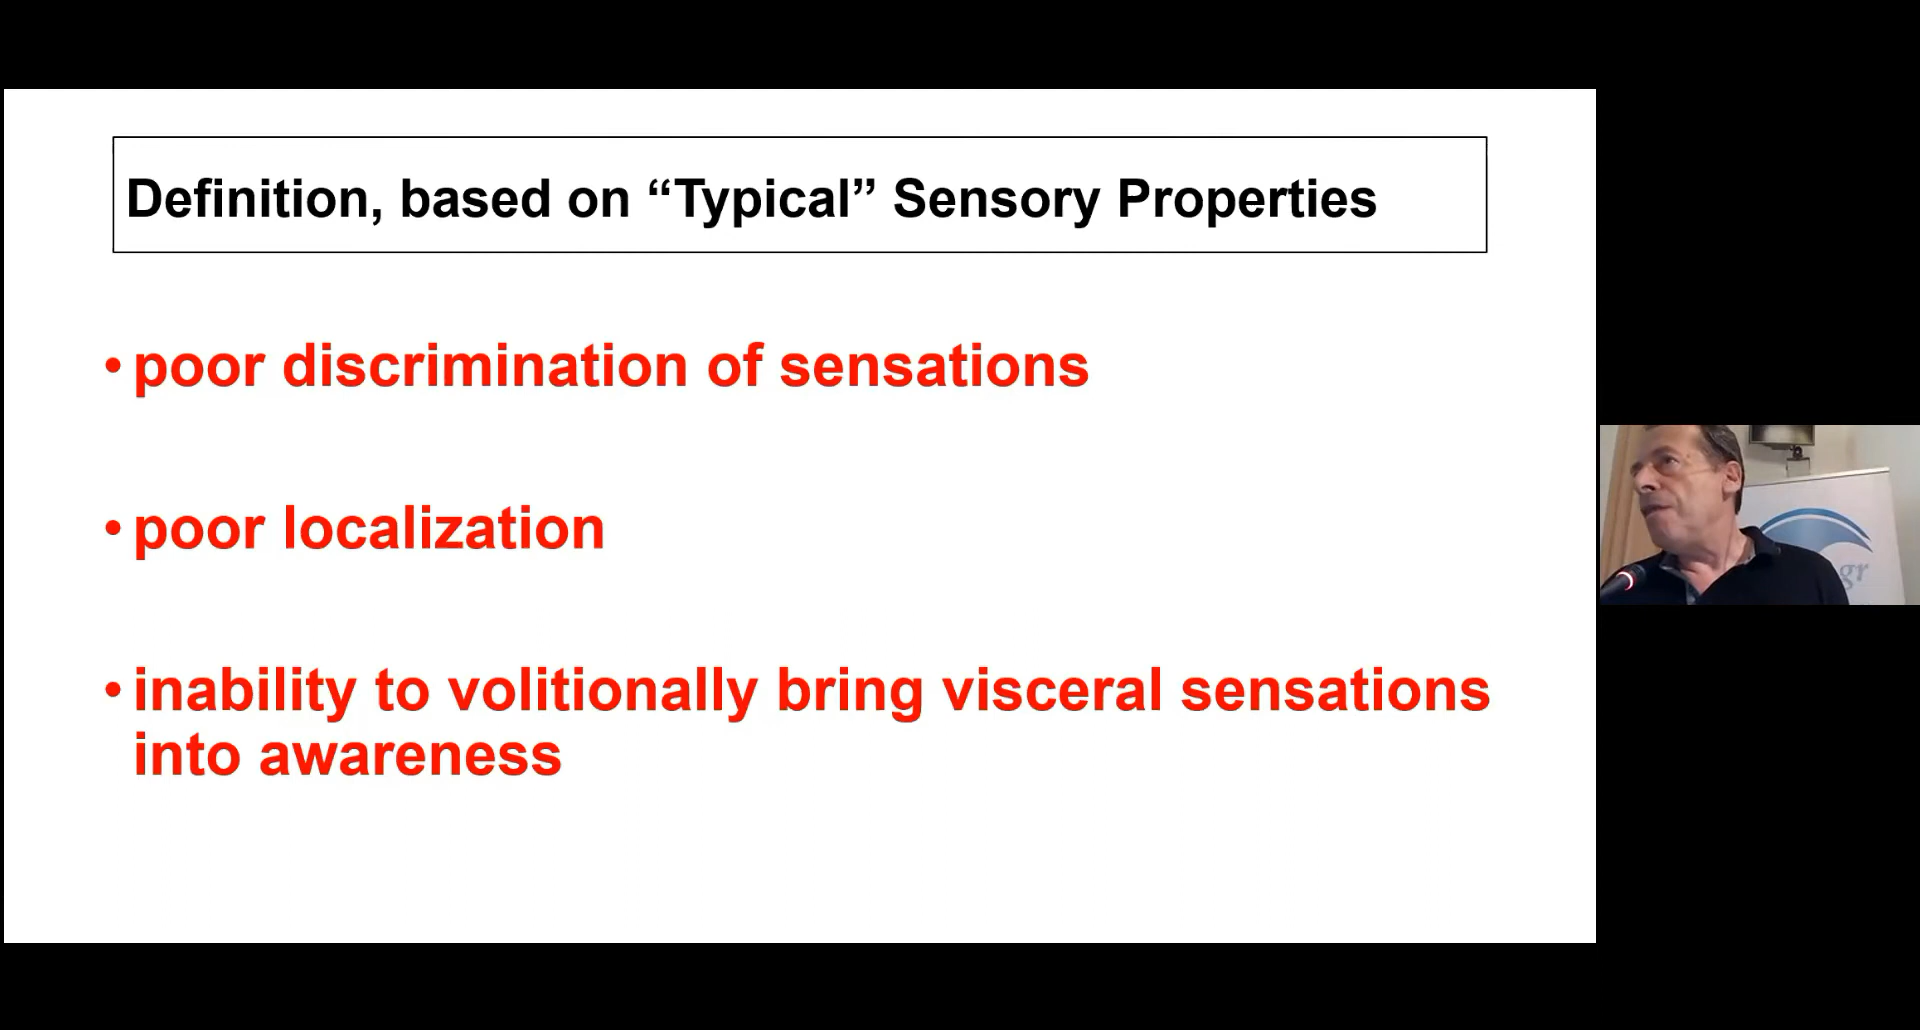 Definition, based on “Typical” Sensory Properties
• poor discrimination of sensations
• poor localization
• inability to volitionally bring visceral sensations
into awareness
gr